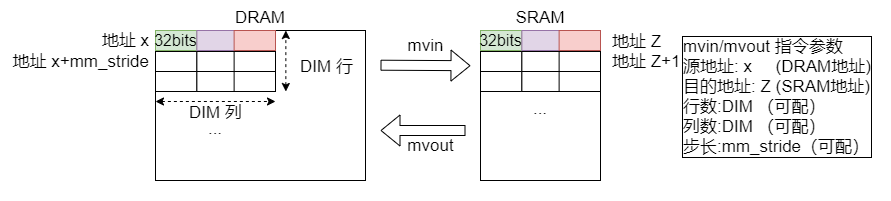 DRAM
SRAM
地址 x
32bits
地址 x+mm_stride
DIM 行
DIM 列
...
mvin
mvout
32bits
地址 Z
地址 Z+1
...
mvin/mvout 指令参数
源地址: x (DRAM地址)
目的地址: Z (SRAM地址)
行数:DIM （可配）
列数:DIM （可配）
步长:mm_stride（可配）